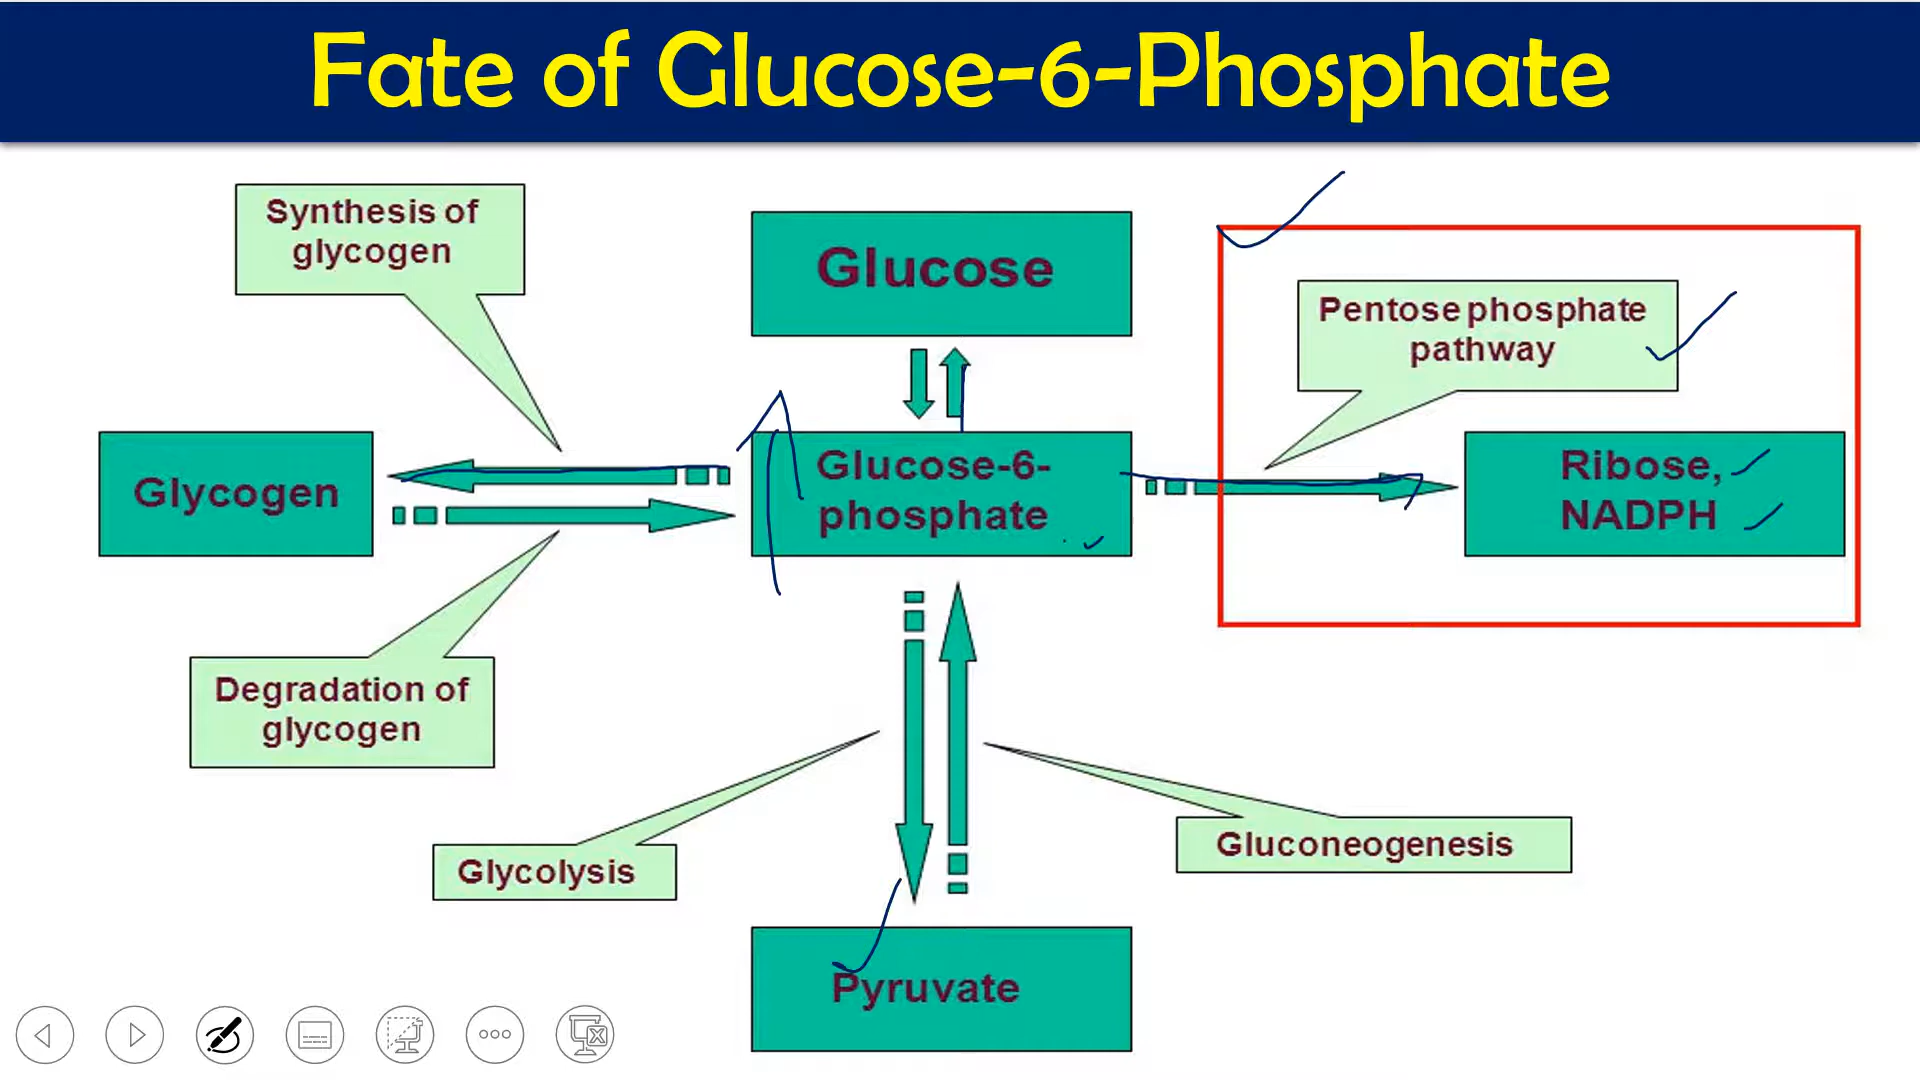 Fate of Glucose-6-Phosphate
Synthesis of
glycogen
Glucose
Pentose phosphate
pathway
Glycogen
Glucose-6-
phosphate
Ribose,
NADPH
Degradation of
glycogen
Glycolysis
Gluconeogenesis
Pyruvate